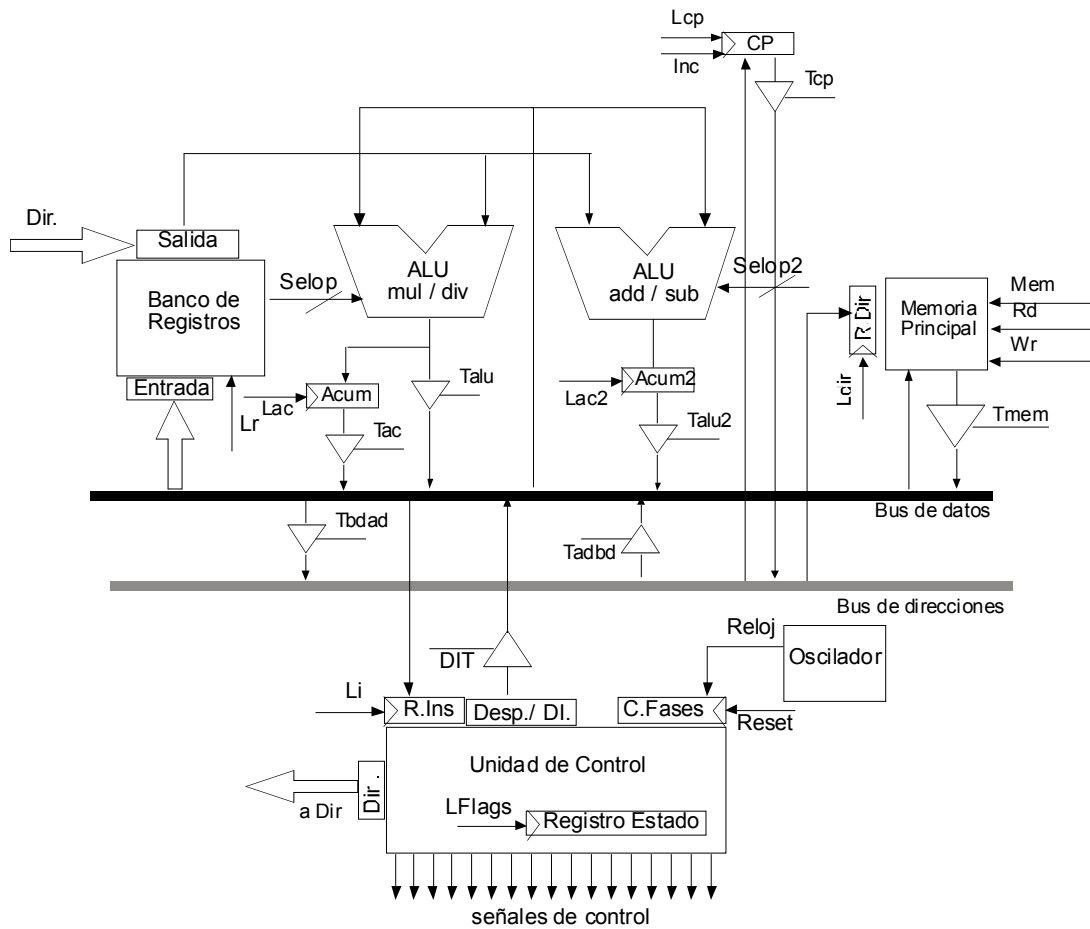 Lcp
CP
Inc
Tcp
Dir.
Salida
ALU
mul / div
ALU
add / sub
Selop
Selop2
Banco de
Registros
Mem
Rd
Wr
R.Dir
Memoria
Principal
Entrada
Lr
Lac
Acum
Talu
Tac
Lac2
Acum2
Talu2
Ldir
Tmem
Bus de datos
Tbdad
Tadbd
Bus de direcciones
Reloj
Oscilador
DIT
Li
R.Ins
Desp./ DI.
C.Fases
Reset
Unidad de Control
Dir .
a Dir
LFlags
Registro Estado
señales de control